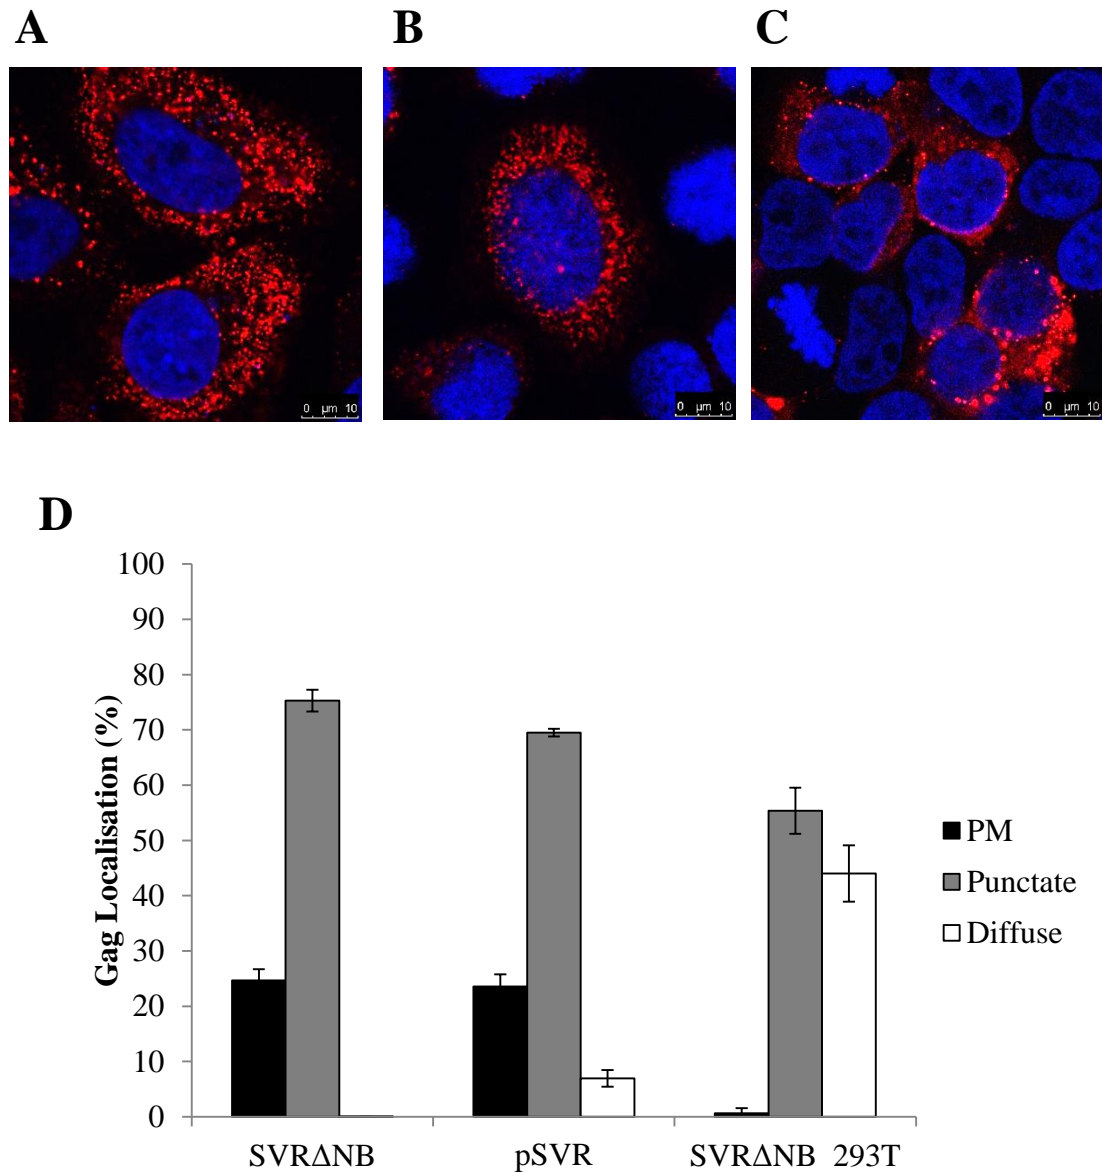 A
B
C
0 µm 10
0 µm 10
0 µm 10
D
100
90
80
70
60
50
40
30
20
10
0
Gag Localisation (%)
PM
Punctate
Diffuse
SVRΔNB
pSVR
SVRΔNB 293T